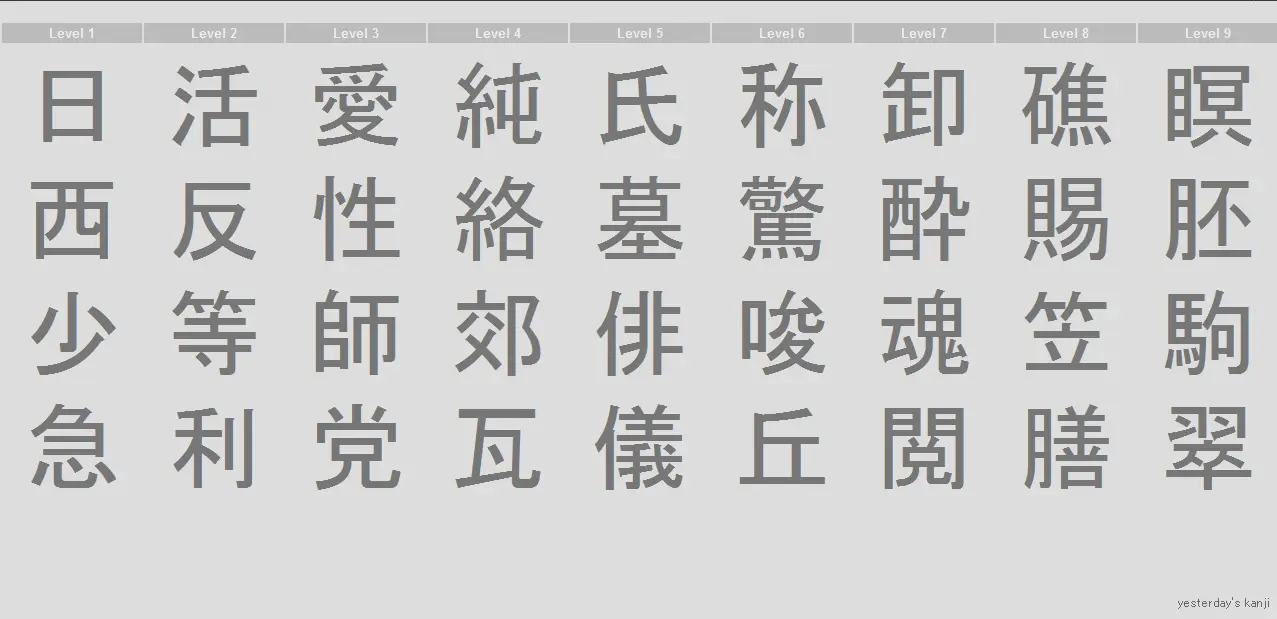 Level 1 Level 2 Level 3 Level 4 Level 5 Level 6 Level 7 Level 8 Level 9
日 活 愛 純 氏 称 卸 礁 瞑
西 反 性 絡 墓 驚 酔 賜 胚
少 等 師 郊 俳 唆 魂 笠 駒
急 利 党 瓦 儀 丘 閲 膳 翠
yesterday's kanji